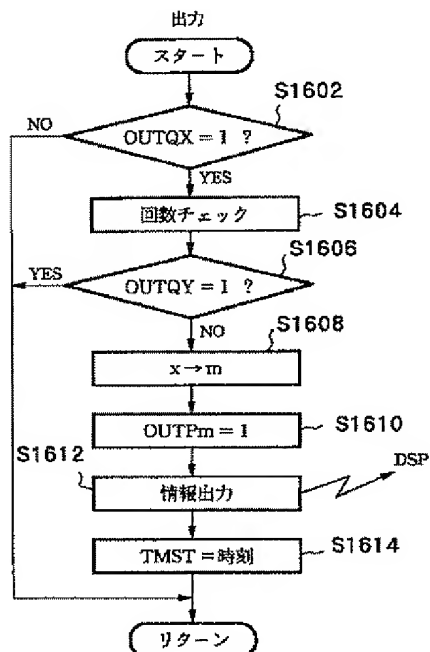 出力
スタート
S1602
NO
OUTQX = 1 ?
YES
回数チェック
S1604
S1606
YES
OUTQY = 1 ?
NO
S1608
x→m
OUTPm = 1
S1610
S1612
DSP
情報出力
TMST = 時刻
S1614
リターン